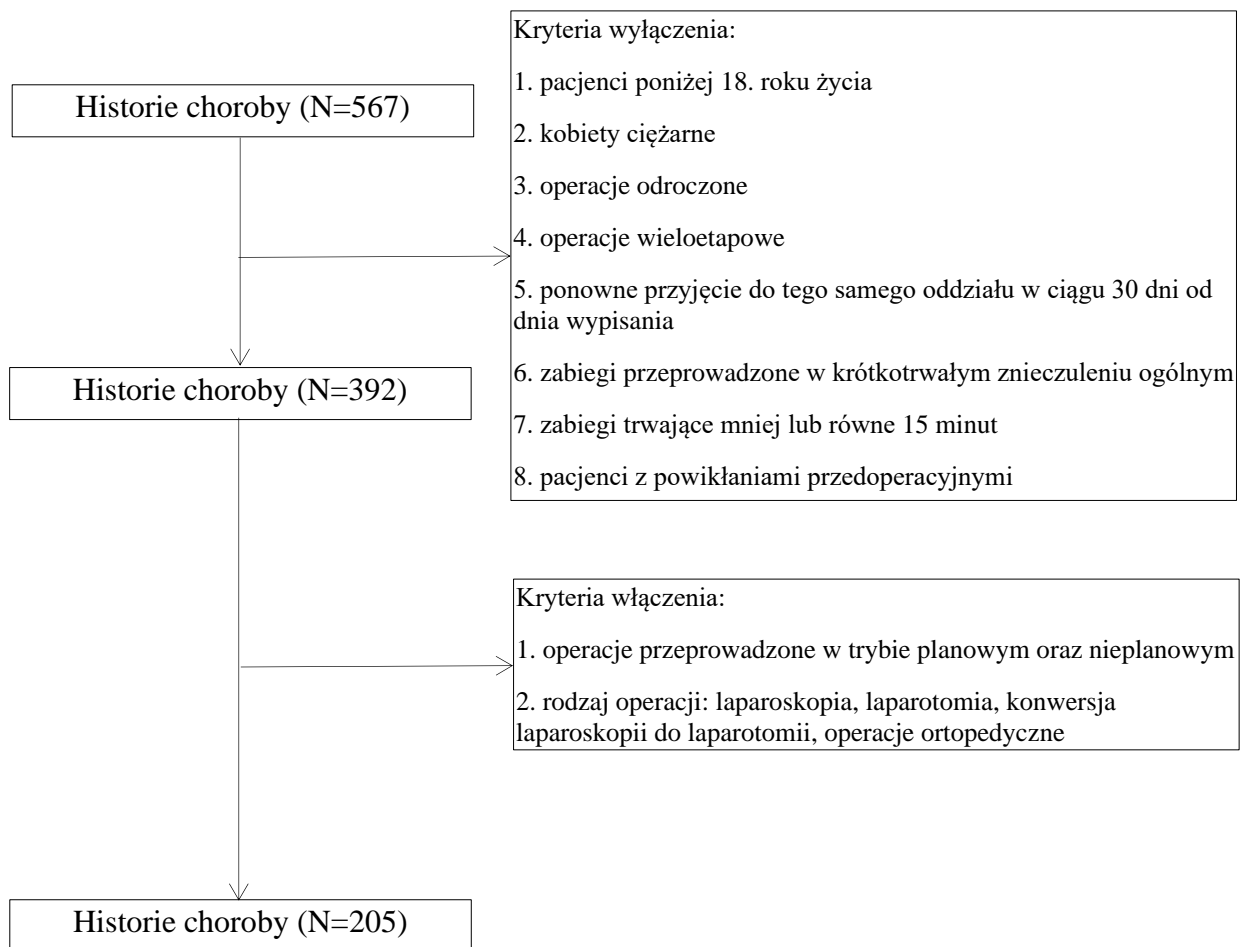 Kryteria wyłączenia:
1. pacjenci poniżej 18. roku życia
Historie choroby (N=567)
2. kobiety ciężarne
3. operacje odroczone
4. operacje wieloetapowe
5. ponowne przyjęcie do tego samego oddziału w ciągu 30 dni od
dnia wypisania
6. zabiegi przeprowadzone w krótkotrwałym znieczuleniu ogólnym
Historie choroby (N=392)
7. zabiegi trwające mniej lub równe 15 minut
8. pacjenci z powikłaniami przedoperacyjnymi
Kryteria włączenia:
1. operacje przeprowadzone w trybie planowym oraz nieplanowym
2. rodzaj operacji: laparoskopia, laparotomia, konwersja
laparoskopii do laparotomii, operacje ortopedyczne
Historie choroby (N=205)